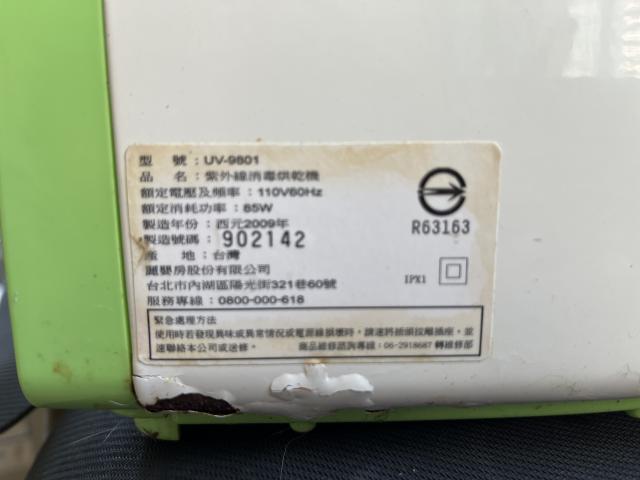 型　號：UV-9801
品　名：紫外線消毒烘乾機
額定電壓及頻率：110V60Hz
額定消耗功率：85W
製造年份：西元2009年
製造號碼：902142
產　地：台灣
麗嬰房股份有限公司
台北市內湖區陽光街321巷60號
服務專線：0800-000-618
R63163
IPX1
緊急處理方法
使用時若發現異味或異常情況或電源線損壞時，請速將插頭拔離插座，並
速聯絡本公司或送修。　商品維修諮詢專線：06-2918687 轉維修部